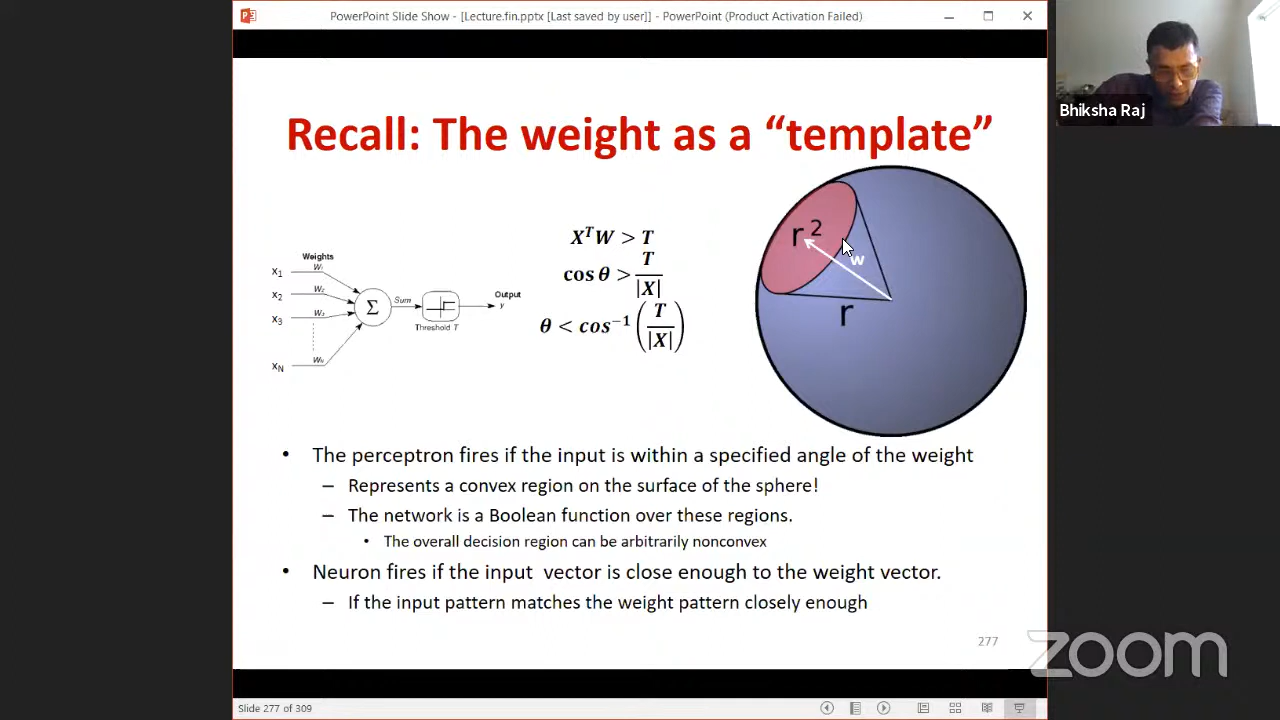 PowerPoint Slide Show - [Lecture.fin.pptx [Last saved by user]] - PowerPoint (Product Activation Failed)
Bhiksha Raj
Recall: The weight as a “template”
Weights
X1 W1
X2 W2
X3 W3
XN WN
Σ
Sum
Threshold T
Output
y
X^T W > T
cos θ > T/|X|
θ < cos^-1 (T/|X|)
r 2
w
r
• The perceptron fires if the input is within a specified angle of the weight
– Represents a convex region on the surface of the sphere!
– The network is a Boolean function over these regions.
• The overall decision region can be arbitrarily nonconvex
• Neuron fires if the input vector is close enough to the weight vector.
– If the input pattern matches the weight pattern closely enough
277
zoom
Slide 277 of 309